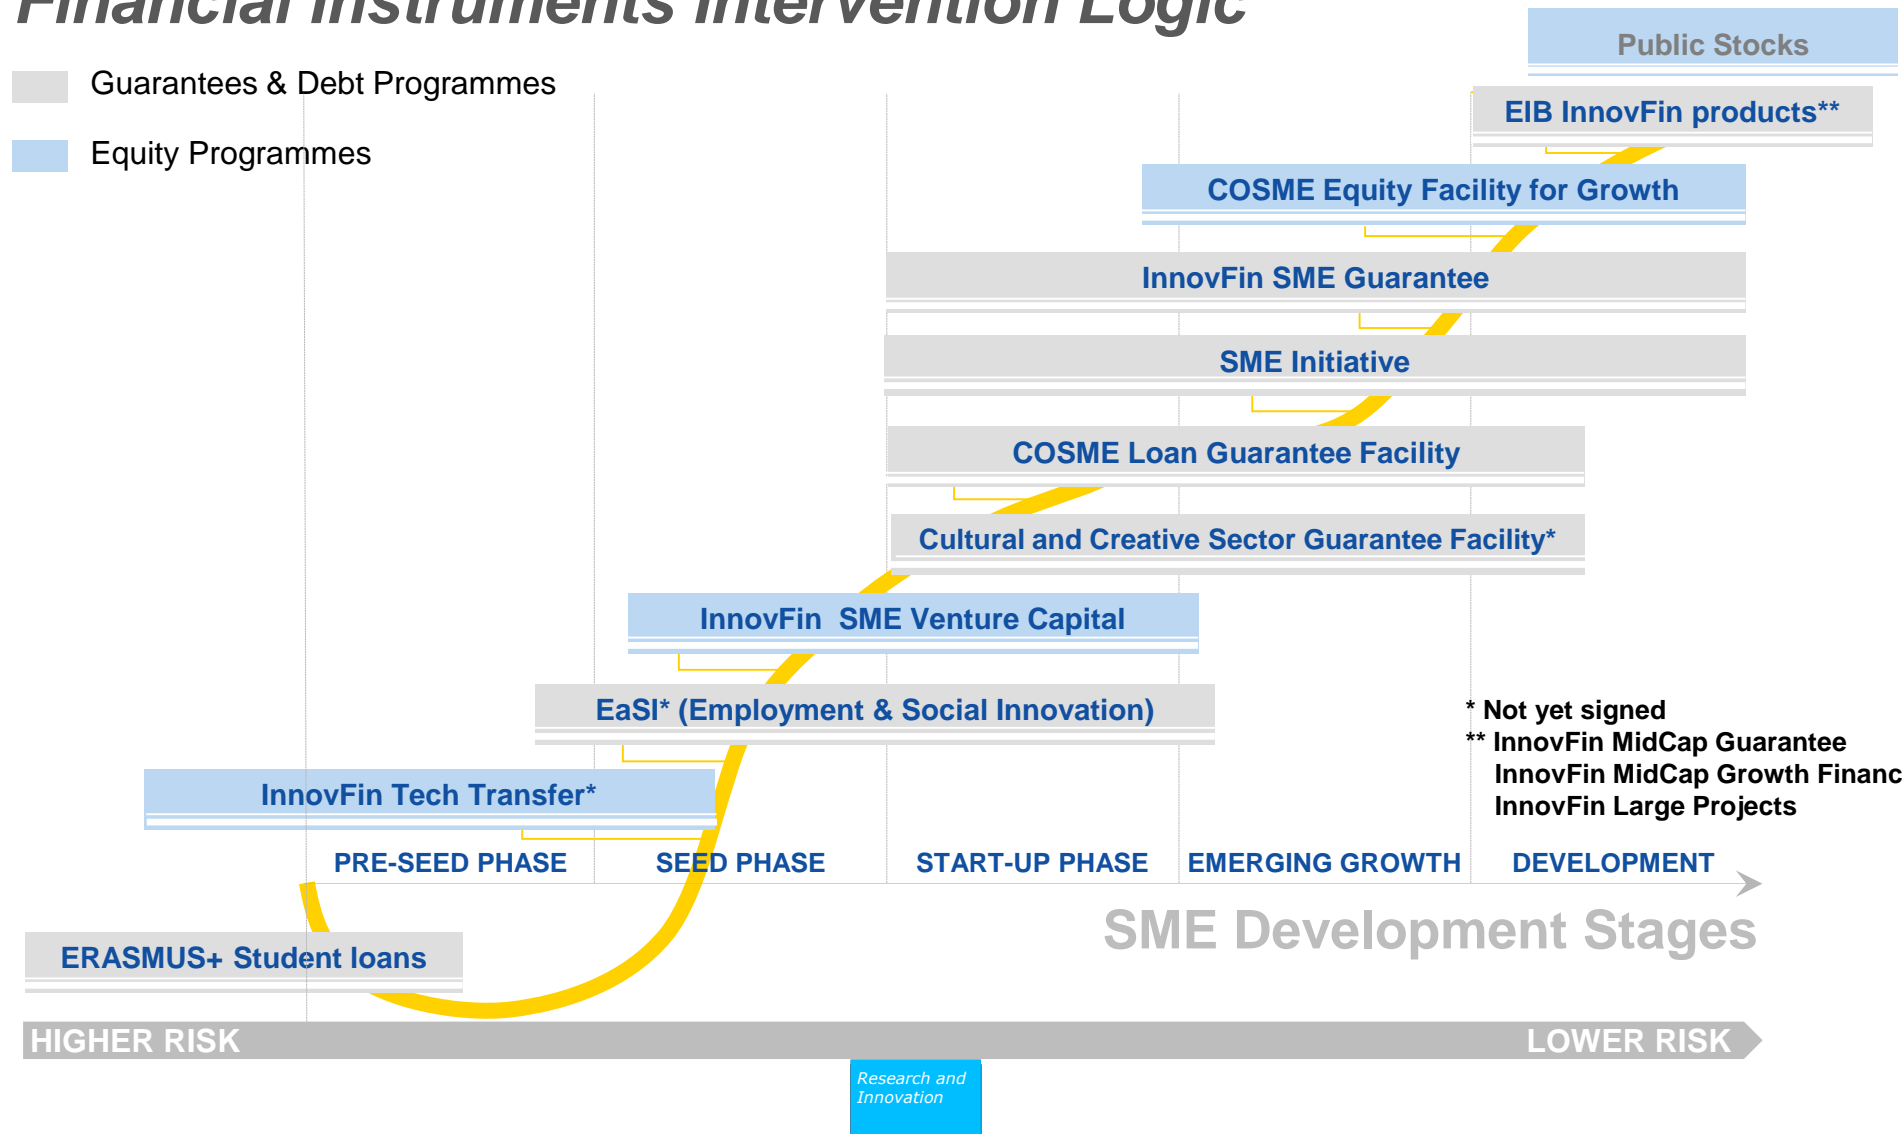 Financial Instruments Intervention Logic
Public Stocks
Guarantees & Debt Programmes
EIB InnovFin products**
Equity Programmes
COSME Equity Facility for Growth
InnovFin SME Guarantee
SME Initiative
COSME Loan Guarantee Facility
Cultural and Creative Sector Guarantee Facility*
InnovFin SME Venture Capital
EaSI* (Employment & Social Innovation)
* Not yet signed
** InnovFin MidCap Guarantee
InnovFin MidCap Growth Financ
InnovFin Large Projects
InnovFin Tech Transfer*
PRE-SEED PHASE SEED PHASE START-UP PHASE EMERGING GROWTH DEVELOPMENT
SME Development Stages
ERASMUS+ Student loans
HIGHER RISK LOWER RISK
Research and
Innovation